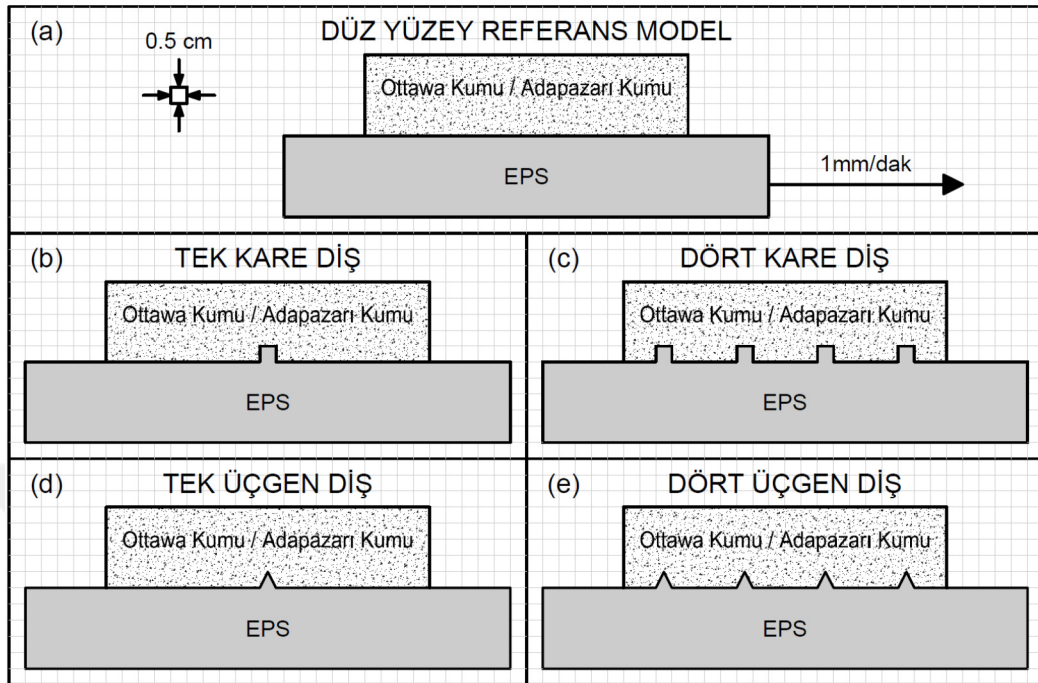 (a)
DÜZ YÜZEY REFERANS MODEL
0.5 cm
Ottawa Kumu / Adapazarı Kumu
EPS
1mm/dak
(b)
TEK KARE DİŞ
Ottawa Kumu / Adapazarı Kumu
EPS
(c)
DÖRT KARE DİŞ
Ottawa Kumu / Adapazarı Kumu
EPS
(d)
TEK ÜÇGEN DİŞ
Ottawa Kumu / Adapazarı Kumu
EPS
(e)
DÖRT ÜÇGEN DİŞ
Ottawa Kumu / Adapazarı Kumu
EPS